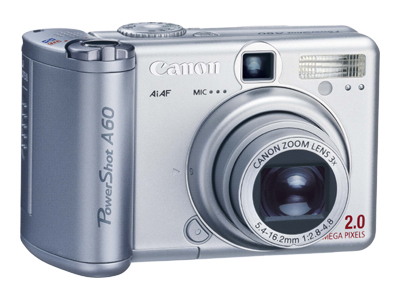 Canon
AiAF
MIC
PowerShot A60
CANON ZOOM LENS 3x
5.4-16.2mm 1:2.8-4.8
2.0
MEGA PIXELS